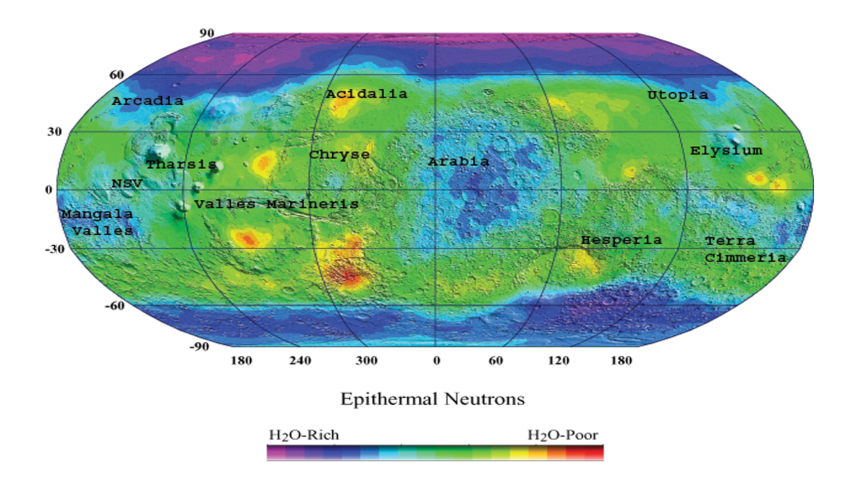 90
60
Arcadia
Acidalia
Utopia
30
Tharsis
Chryse
Arabia
Elysium
0
NSV
Valles Marineris
Mangala
Valles
-30
Hesperia
Terra
Cimmeria
-60
-90
180 240 300 0 60 120 180
Epithermal Neutrons
H2O-Rich H2O-Poor